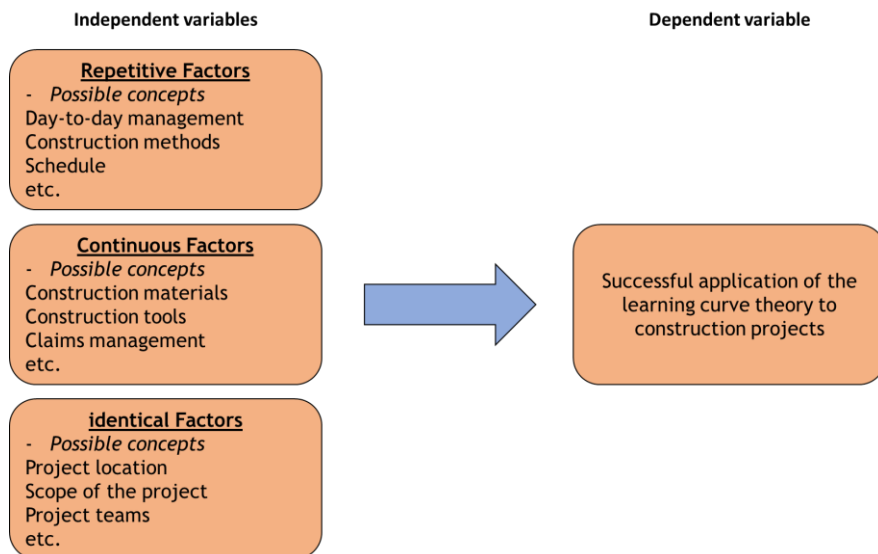 Independent variables
Dependent variable
Repetitive Factors
- Possible concepts
Day-to-day management
Construction methods
Schedule
etc.
Continuous Factors
- Possible concepts
Construction materials
Construction tools
Claims management
etc.
Successful application of the
learning curve theory to
construction projects
identical Factors
- Possible concepts
Project location
Scope of the project
Project teams
etc.